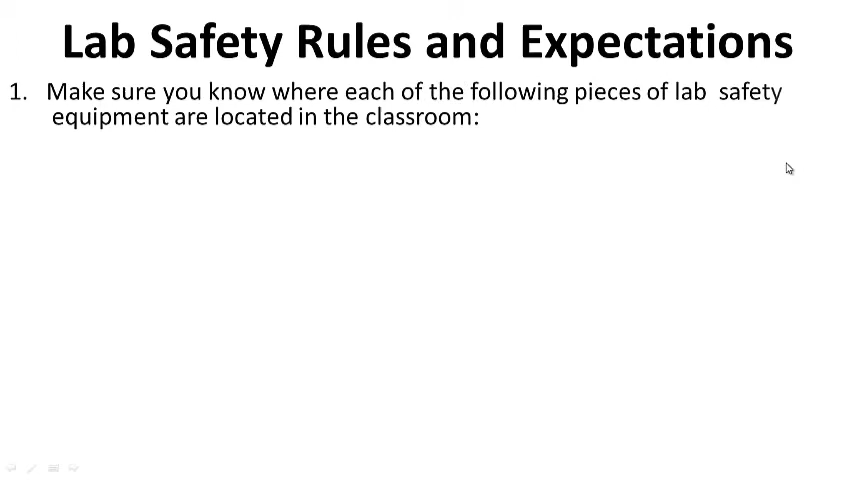 Lab Safety Rules and Expectations
1. Make sure you know where each of the following pieces of lab  safety
equipment are located in the classroom: